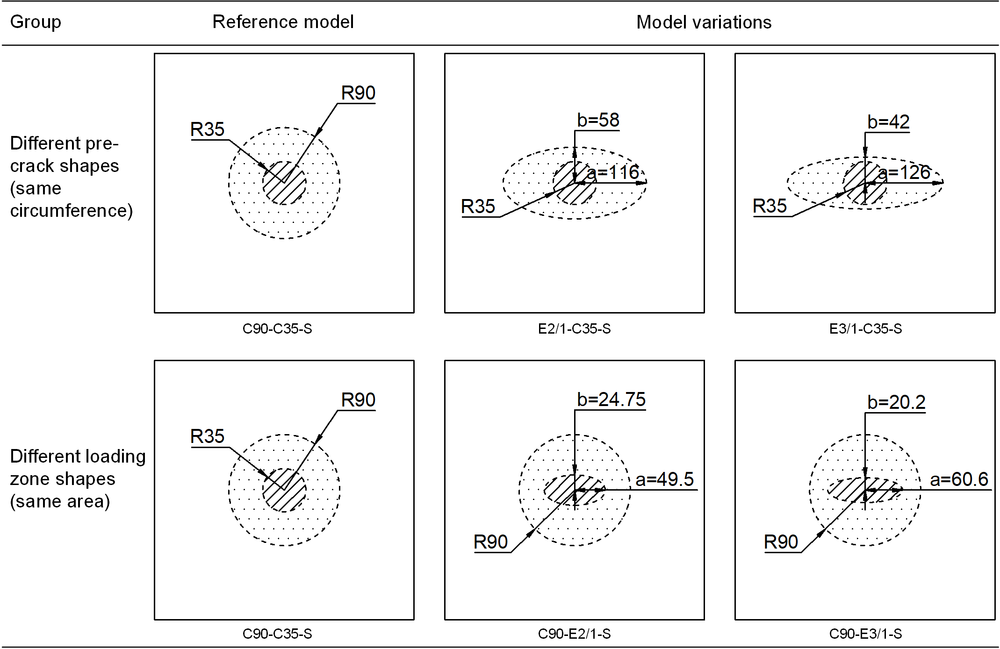 Group
Reference model
Model variations
Different pre-
crack shapes
(same
circumference)
R35
R90
C90-C35-S
b=58
a=116
R35
E2/1-C35-S
b=42
a=126
R35
E3/1-C35-S
Different loading
zone shapes
(same area)
R35
R90
C90-C35-S
b=24.75
a=49.5
R90
C90-E2/1-S
b=20.2
a=60.6
R90
C90-E3/1-S